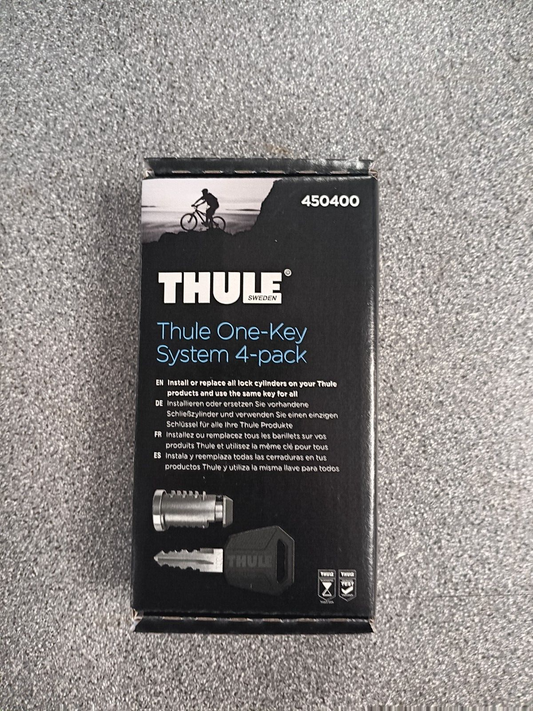 450400
THULE®
SWEDEN
Thule One-Key
System 4-pack
EN Install or replace all lock cylinders on your Thule
products and use the same key for all
DE Installieren oder ersetzen Sie vorhandene
Schließzylinder und verwenden Sie einen einzigen
Schlüssel für alle Ihre Thule Produkte
FR Installez ou remplacez tous les barillets sur vos
produits Thule et utilisez la même clé pour tous
ES Instala y reemplaza todas las cerraduras en tus
productos Thule y utiliza la misma llave para todos
THULE
THULE THULE
TEST